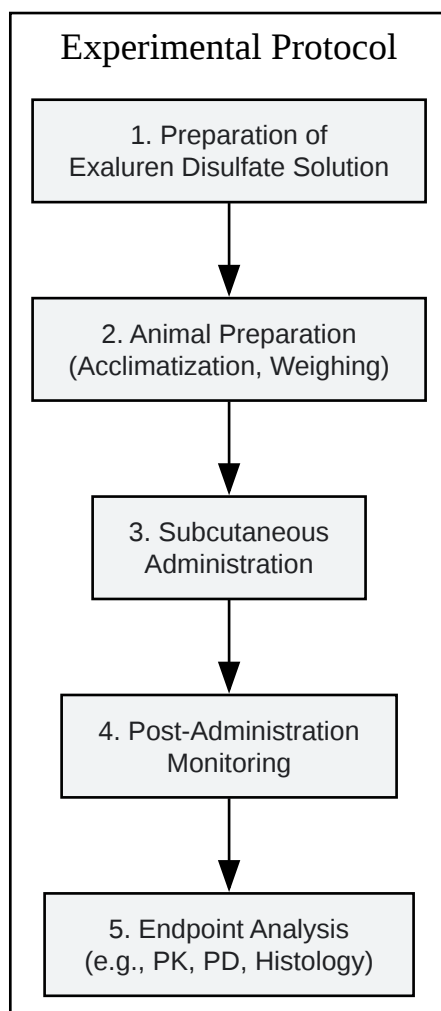 Experimental Protocol
1. Preparation of
Exaluren Disulfate Solution
2. Animal Preparation
(Acclimatization, Weighing)
3. Subcutaneous
Administration
4. Post-Administration
Monitoring
5. Endpoint Analysis
(e.g., PK, PD, Histology)